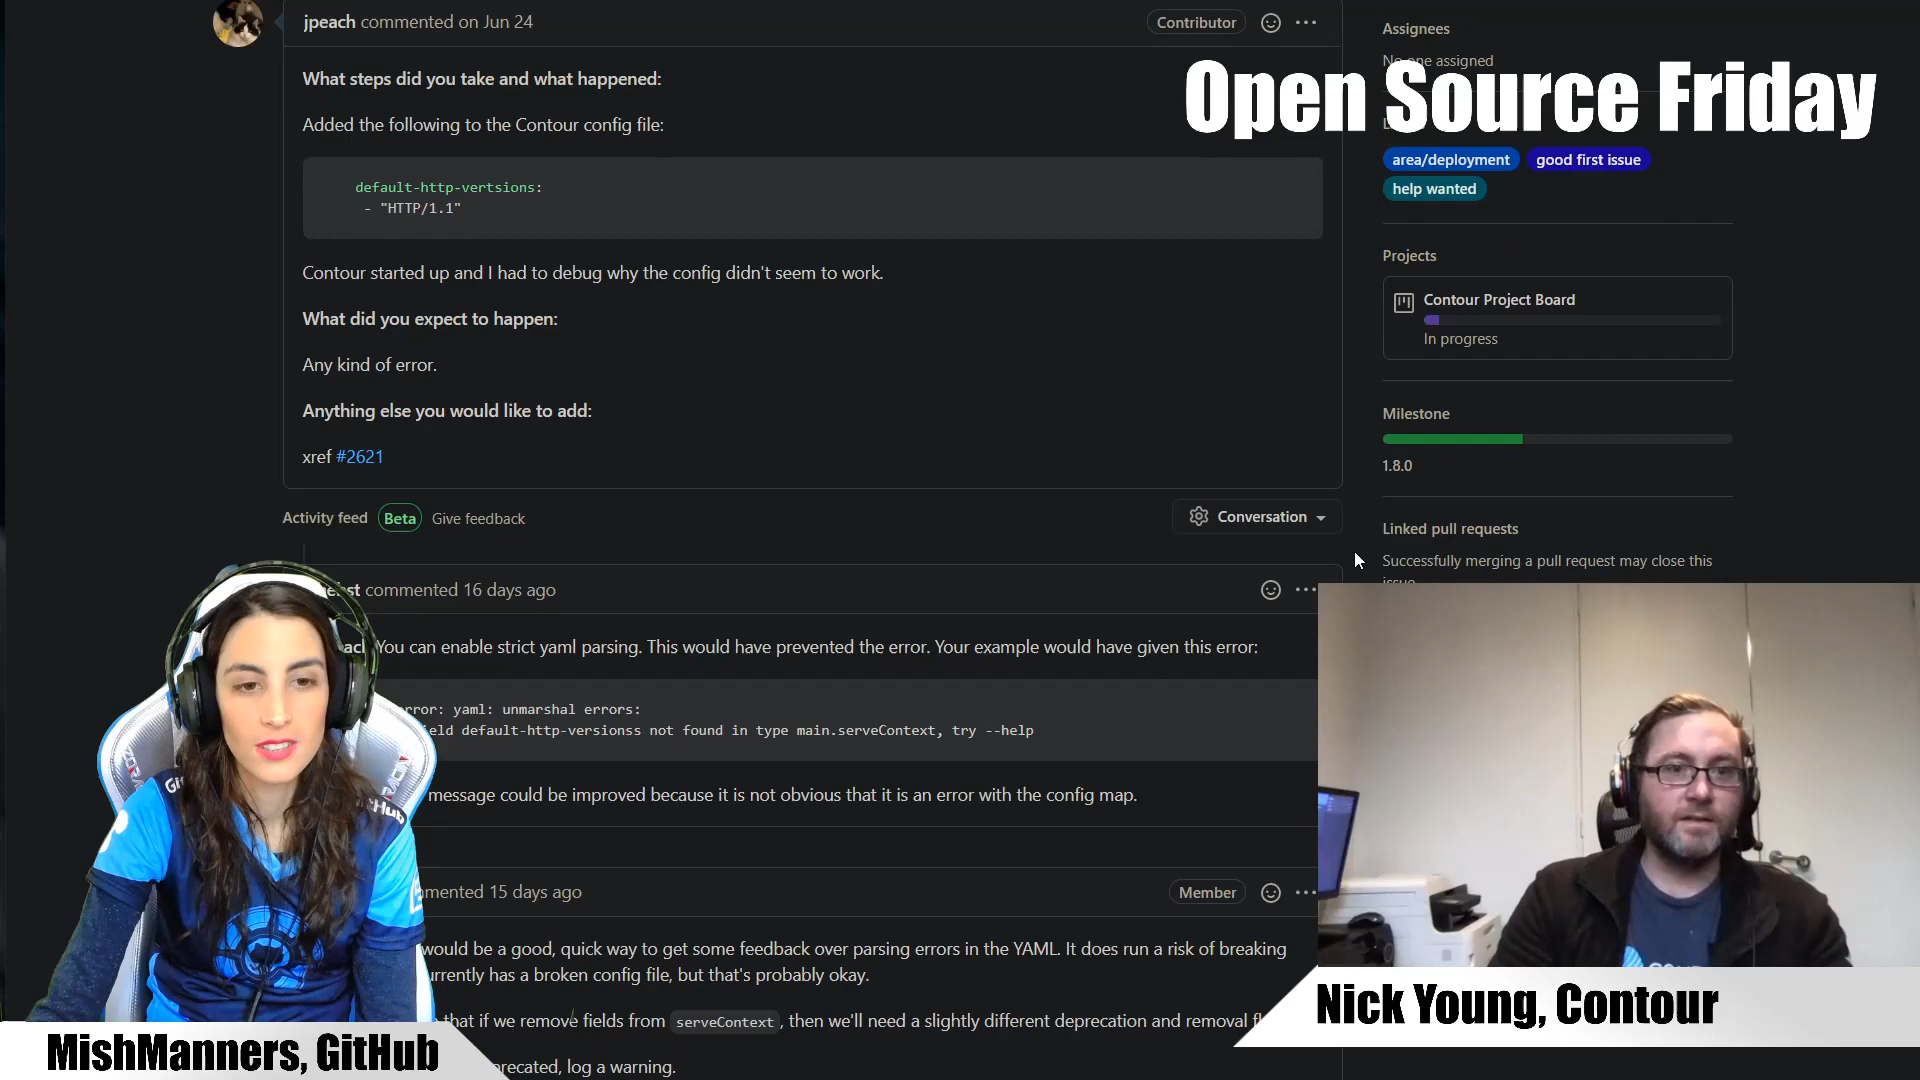 jpeach commented on Jun 24
Contributor
What steps did you take and what happened:
Added the following to the Contour config file:
default-http-vertsions:
- "HTTP/1.1"
Contour started up and I had to debug why the config didn't seem to work.
What did you expect to happen:
Any kind of error.
Anything else you would like to add:
xref #2621
Activity feed Beta Give feedback
Conversation
commented 16 days ago
You can enable strict yaml parsing. This would have prevented the error. Your example would have given this error:
yaml: unmarshal errors:
default-http-versionss not found in type main.serveContext, try --help
message could be improved because it is not obvious that it is an error with the config map.
15 days ago
Member
would be a good, quick way to get some feedback over parsing errors in the YAML. It does run a risk of breaking
has a broken config file, but that's probably okay.
that if we remove fields from serveContext, then we'll need a slightly different deprecation and removal
log a warning.
Assignees
No one assigned
Open Source Friday
area/deployment good first issue
help wanted
Projects
Contour Project Board
In progress
Milestone
1.8.0
Linked pull requests
Successfully merging a pull request may close this
GitHub
MishManners, GitHub
Nick Young, Contour